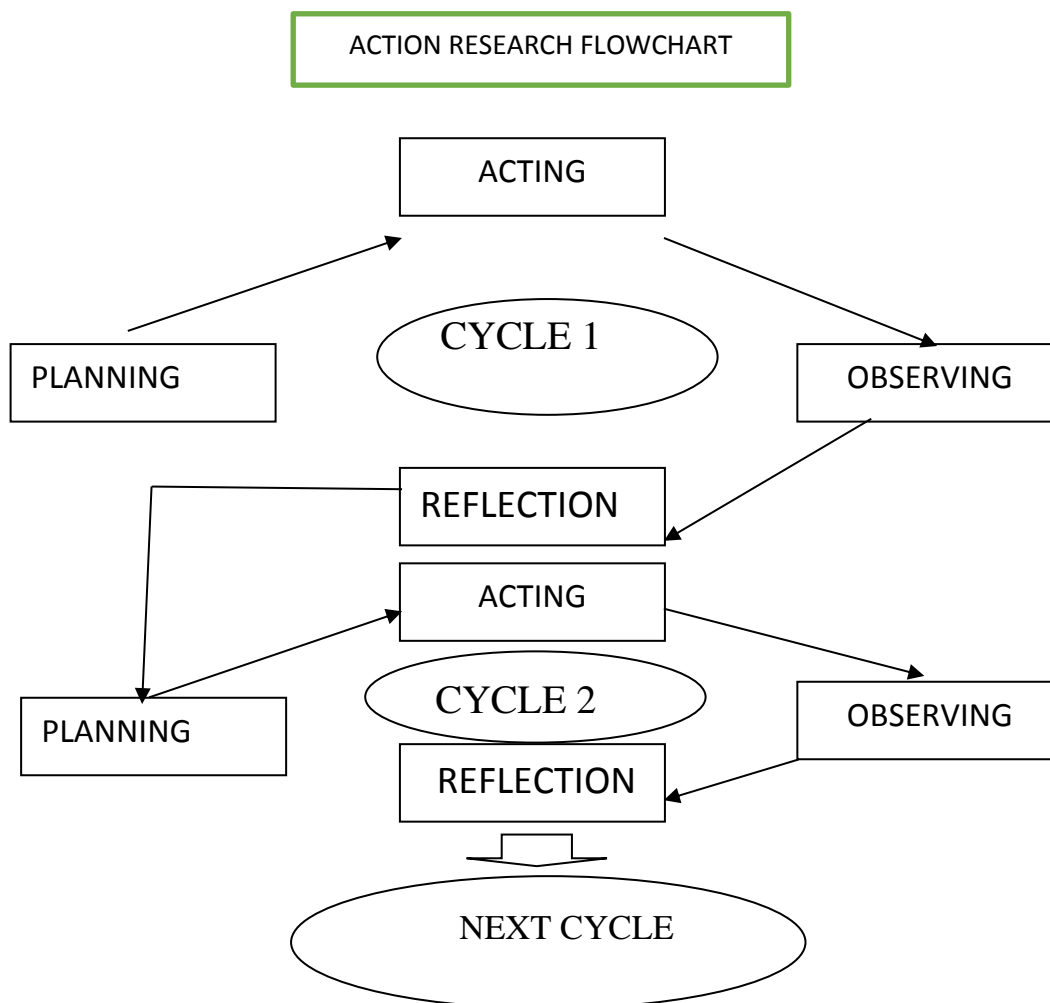 ACTION RESEARCH FLOWCHART
ACTING
CYCLE 1
PLANNING
OBSERVING
REFLECTION
ACTING
CYCLE 2
PLANNING
OBSERVING
REFLECTION
NEXT CYCLE